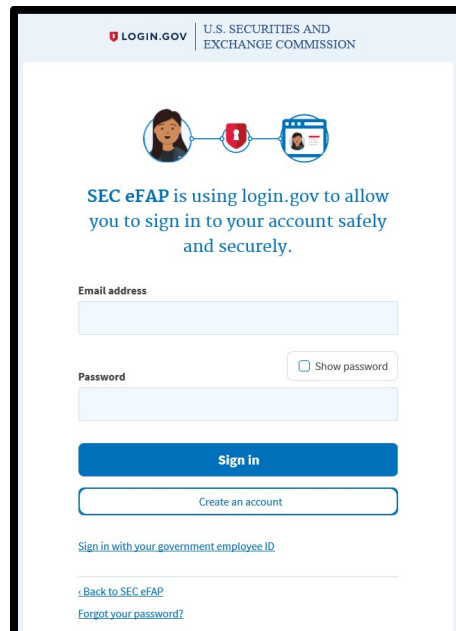 LOGIN.GOV
U.S. SECURITIES AND
EXCHANGE COMMISSION
SEC eFAP is using login.gov to allow
you to sign in to your account safely
and securely.
Email address
Show password
Password
Sign in
Create an account
Sign in with your government employee ID
‹ Back to SEC eFAP
Forgot your password?